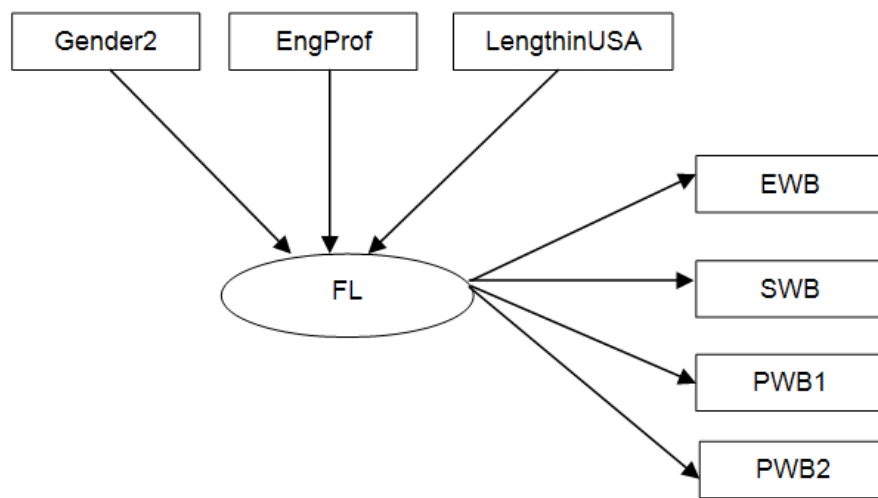 Gender2
EngProf
LengthinUSA
EWB
SWB
FL
PWB1
PWB2